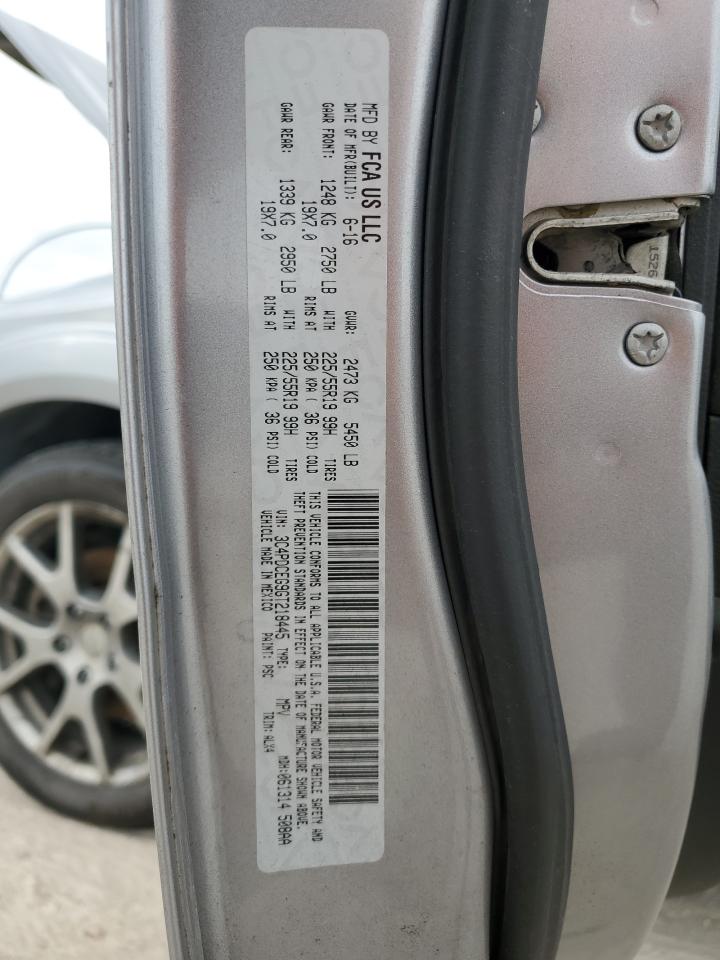 MFD BY FCA US LLC
DATE OF MFR(BUILT): 6-16 GVWR: 2473 KG 5450 LB
GAWR FRONT: 1248 KG 2750 LB WITH 225/55R19 99H TIRES
19X7.0 RIMS AT 250 KPA ( 36 PSI) COLD
GAWR REAR: 1339 KG 2950 LB WITH 225/55R19 99H TIRES
19X7.0 RIMS AT 250 KPA ( 36 PSI) COLD
THIS VEHICLE CONFORMS TO ALL APPLICABLE U.S.A. FEDERAL MOTOR VEHICLE SAFETY AND
THEFT PREVENTION STANDARDS IN EFFECT ON THE DATE OF MANUFACTURE SHOWN ABOVE.
VIN: 3C4PDCEG9GT218445 TYPE: MPV MDH:061314 508AA
VEHICLE MADE IN MEXICO PAINT: PSC TRIM: ALX4
1526